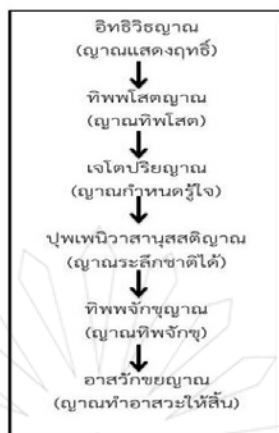 อิทธิวิธญาณ
(ญาณแสดงฤทธิ์)
ทิพพโสตญาณ
(ญาณทิพโสต)
เจโตปริยญาณ
(ญาณกำหนดรู้ใจ)
ปุพเพนิวาสานุสสติญาณ
(ญาณระลึกชาติได้)
ทิพพจักขุญาณ
(ญาณทิพจักขุ)
อาสวักขยญาณ
(ญาณทำอาสวะให้สิ้น)